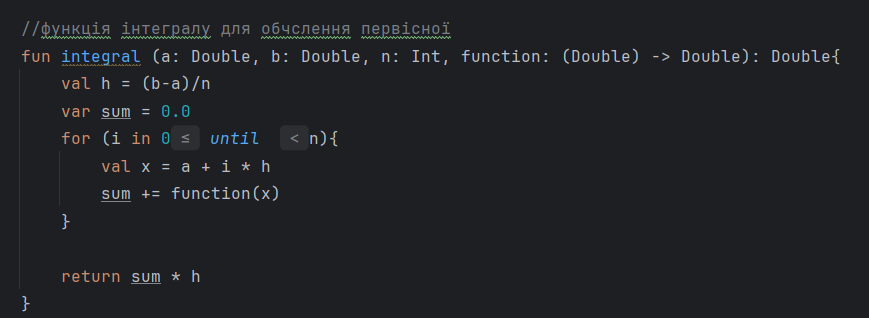 //функція інтегралу для обчслення первісної
fun integral (a: Double, b: Double, n: Int, function: (Double) -> Double): Double{
val h = (b-a)/n
var sum = 0.0
for (i in 0 ≤ until < n){
val x = a + i * h
sum += function(x)
}
return sum * h
}